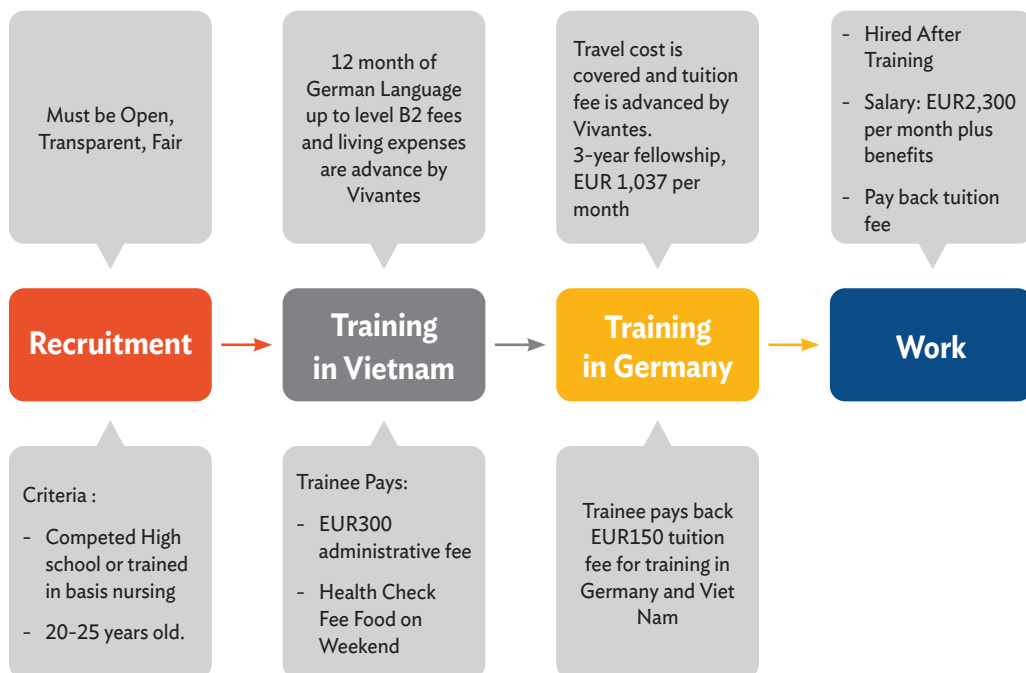 Must be Open,
Transparent, Fair
12 month of
German Language
up to level B2 fees
and living expenses
are advance by
Vivantes
Travel cost is
covered and tuition
fee is advanced by
Vivantes.
3-year fellowship,
EUR 1,037 per
month
- Hired After
Training
- Salary: EUR2,300
per month plus
benefits
- Pay back tuition
fee
Recruitment
Training
in Vietnam
Training
in Germany
Work
Criteria :
- Competed High
school or trained
in basis nursing
- 20-25 years old.
Trainee Pays:
- EUR300
administrative fee
- Health Check
Fee Food on
Weekend
Trainee pays back
EUR150 tuition
fee for training in
Germany and Viet
Nam